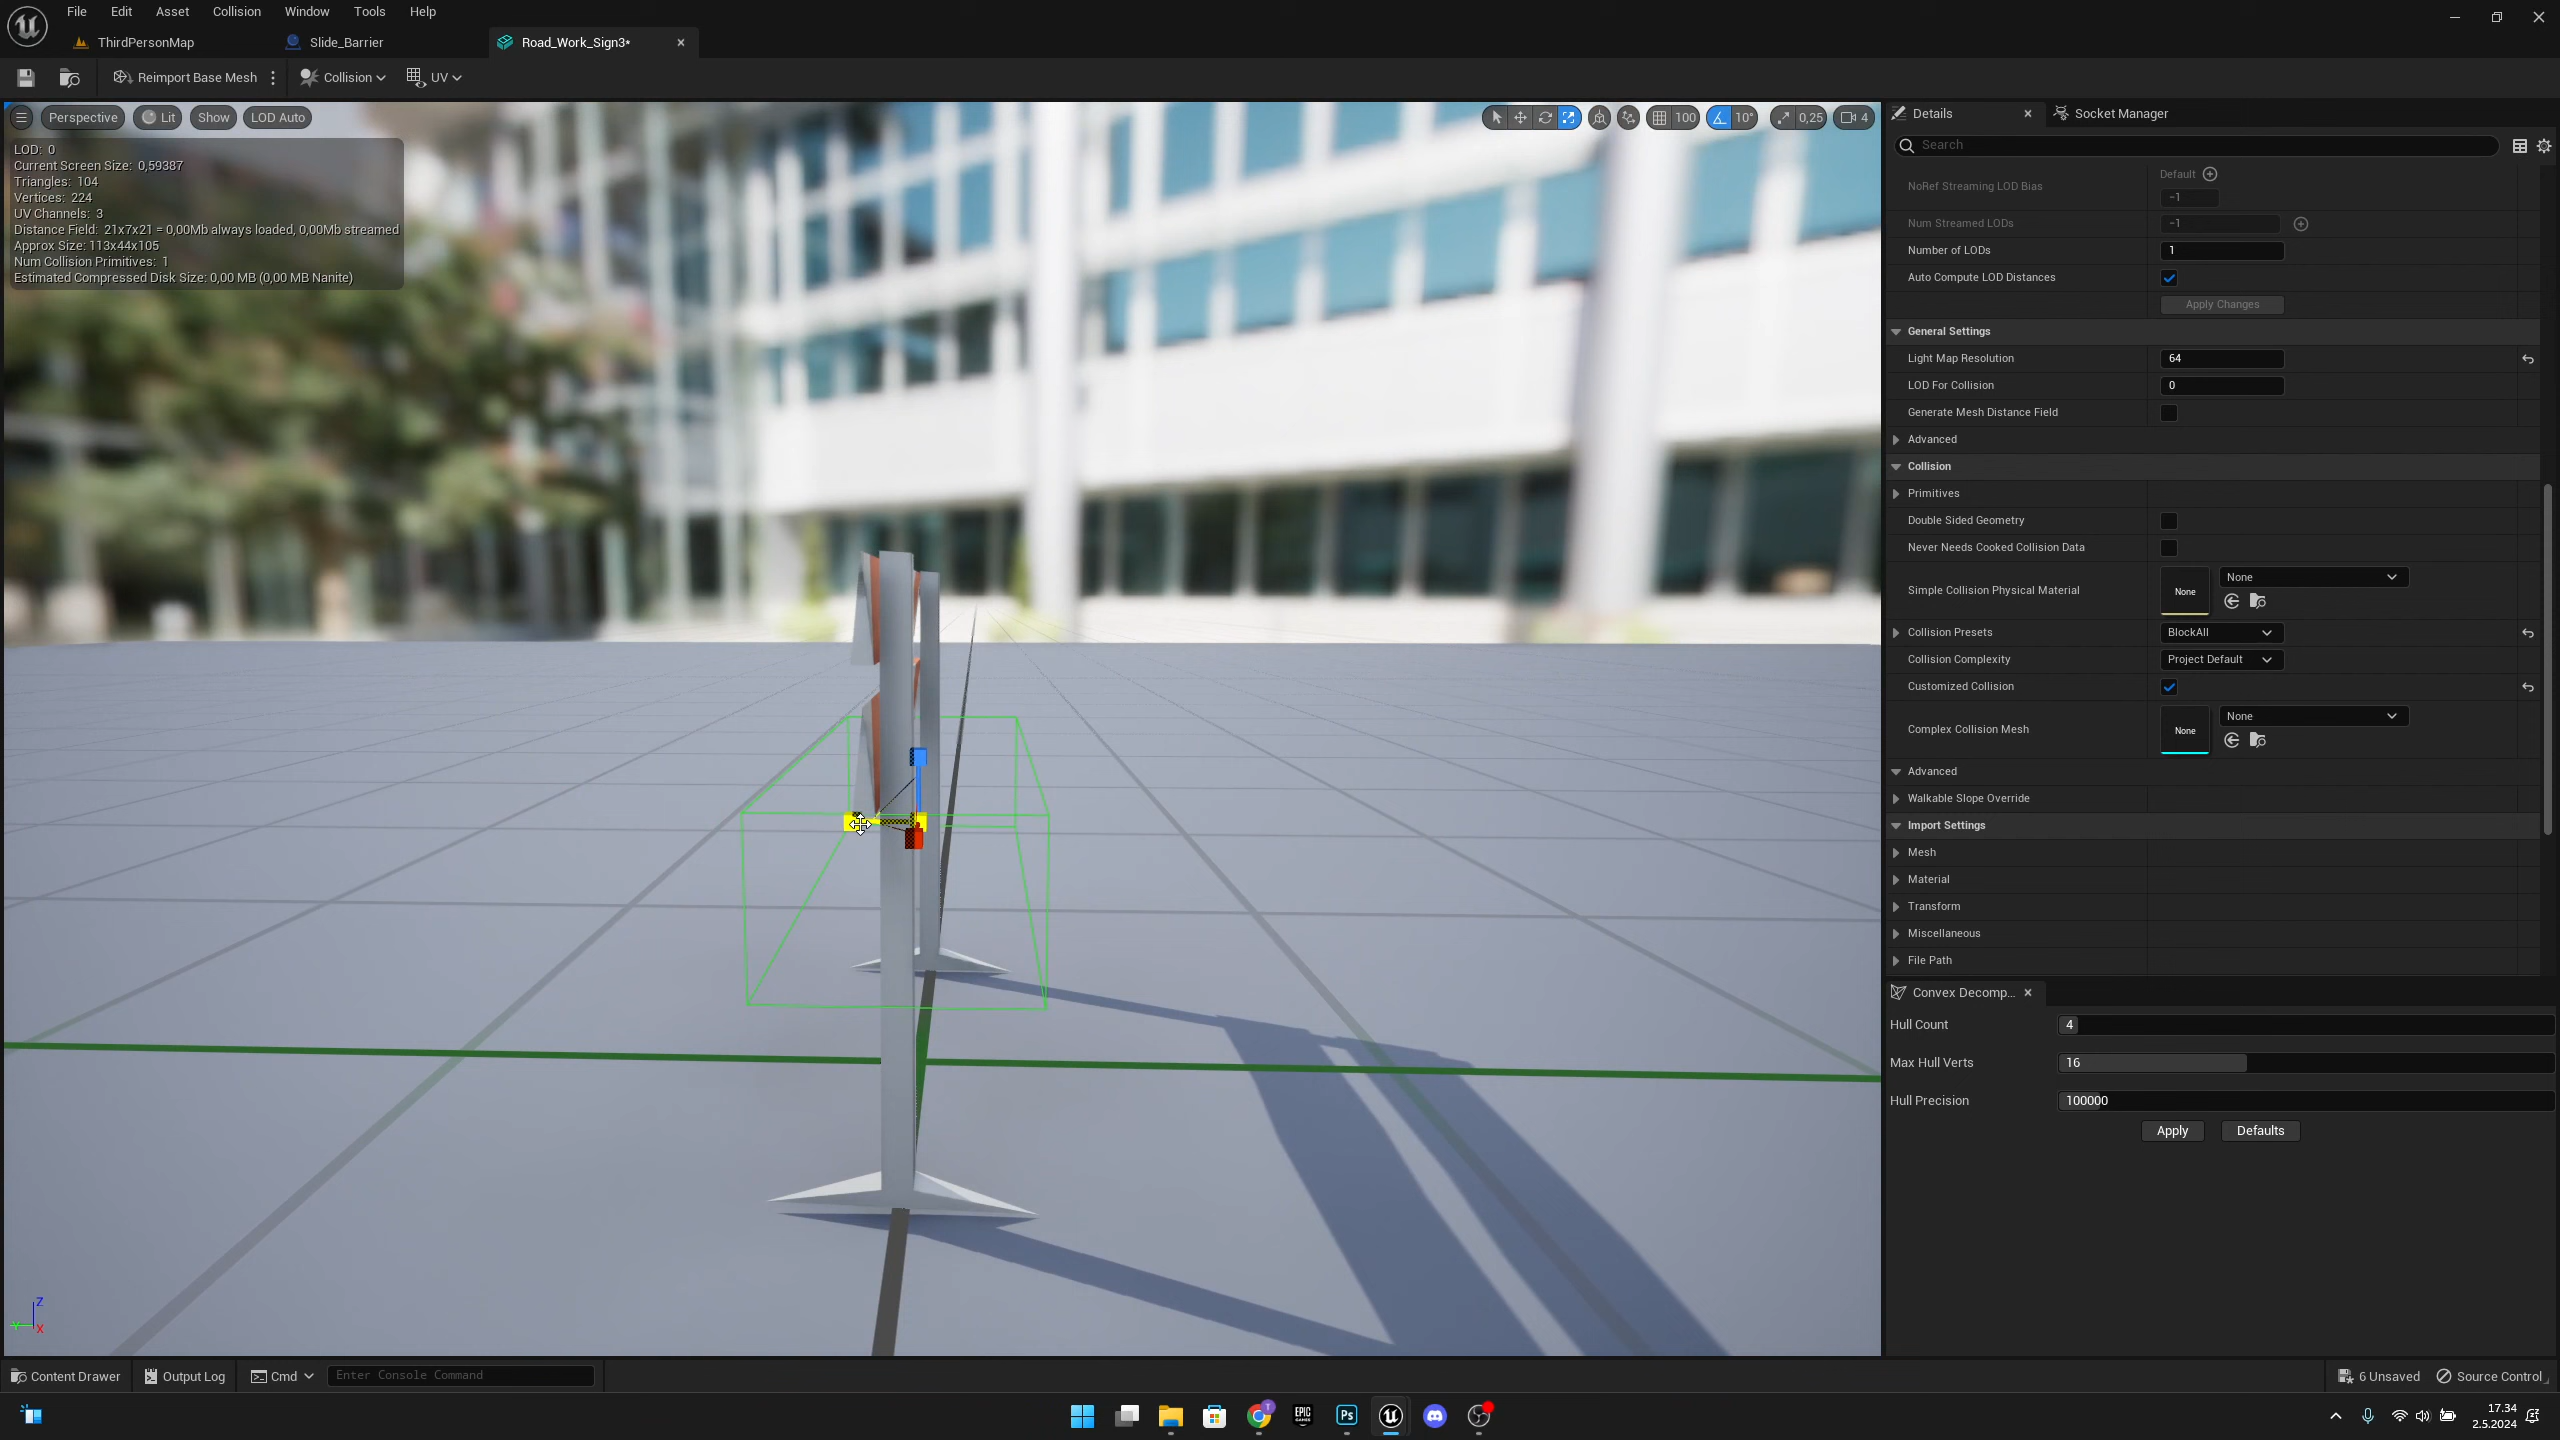 File Edit Asset Collision Window Tools Help
ThirdPersonMap Slide_Barrier Road_Work_Sign3*
Reimport Base Mesh Collision UV
Perspective Lit Show LOD Auto 100 10° 0,25 4
LOD: 0
Current Screen Size: 0,59387
Triangles: 104
Vertices: 224
UV Channels: 3
Distance Field: 21x7x21 = 0,00Mb always loaded, 0,00Mb streamed
Approx Size: 113x44x105
Num Collision Primitives: 1
Estimated Compressed Disk Size: 0,00 MB (0,00 MB Nanite)
Z
Y
X
Details Socket Manager
Search
Default
NoRef Streaming LOD Bias
-1
Num Streamed LODs -1
Number of LODs 1
Auto Compute LOD Distances
Apply Changes
General Settings
Light Map Resolution 64
LOD For Collision 0
Generate Mesh Distance Field
Advanced
Collision
Primitives
Double Sided Geometry
Never Needs Cooked Collision Data
None
Simple Collision Physical Material None
Collision Presets BlockAll
Collision Complexity Project Default
Customized Collision
None
Complex Collision Mesh None
Advanced
Walkable Slope Override
Import Settings
Mesh
Material
Transform
Miscellaneous
File Path
Convex Decomp...
Hull Count 4
Max Hull Verts 16
Hull Precision 100000
Apply Defaults
Content Drawer Output Log Cmd Enter Console Command 6 Unsaved Source Control
T EPIC GAMES Ps
17.34
2.5.2024